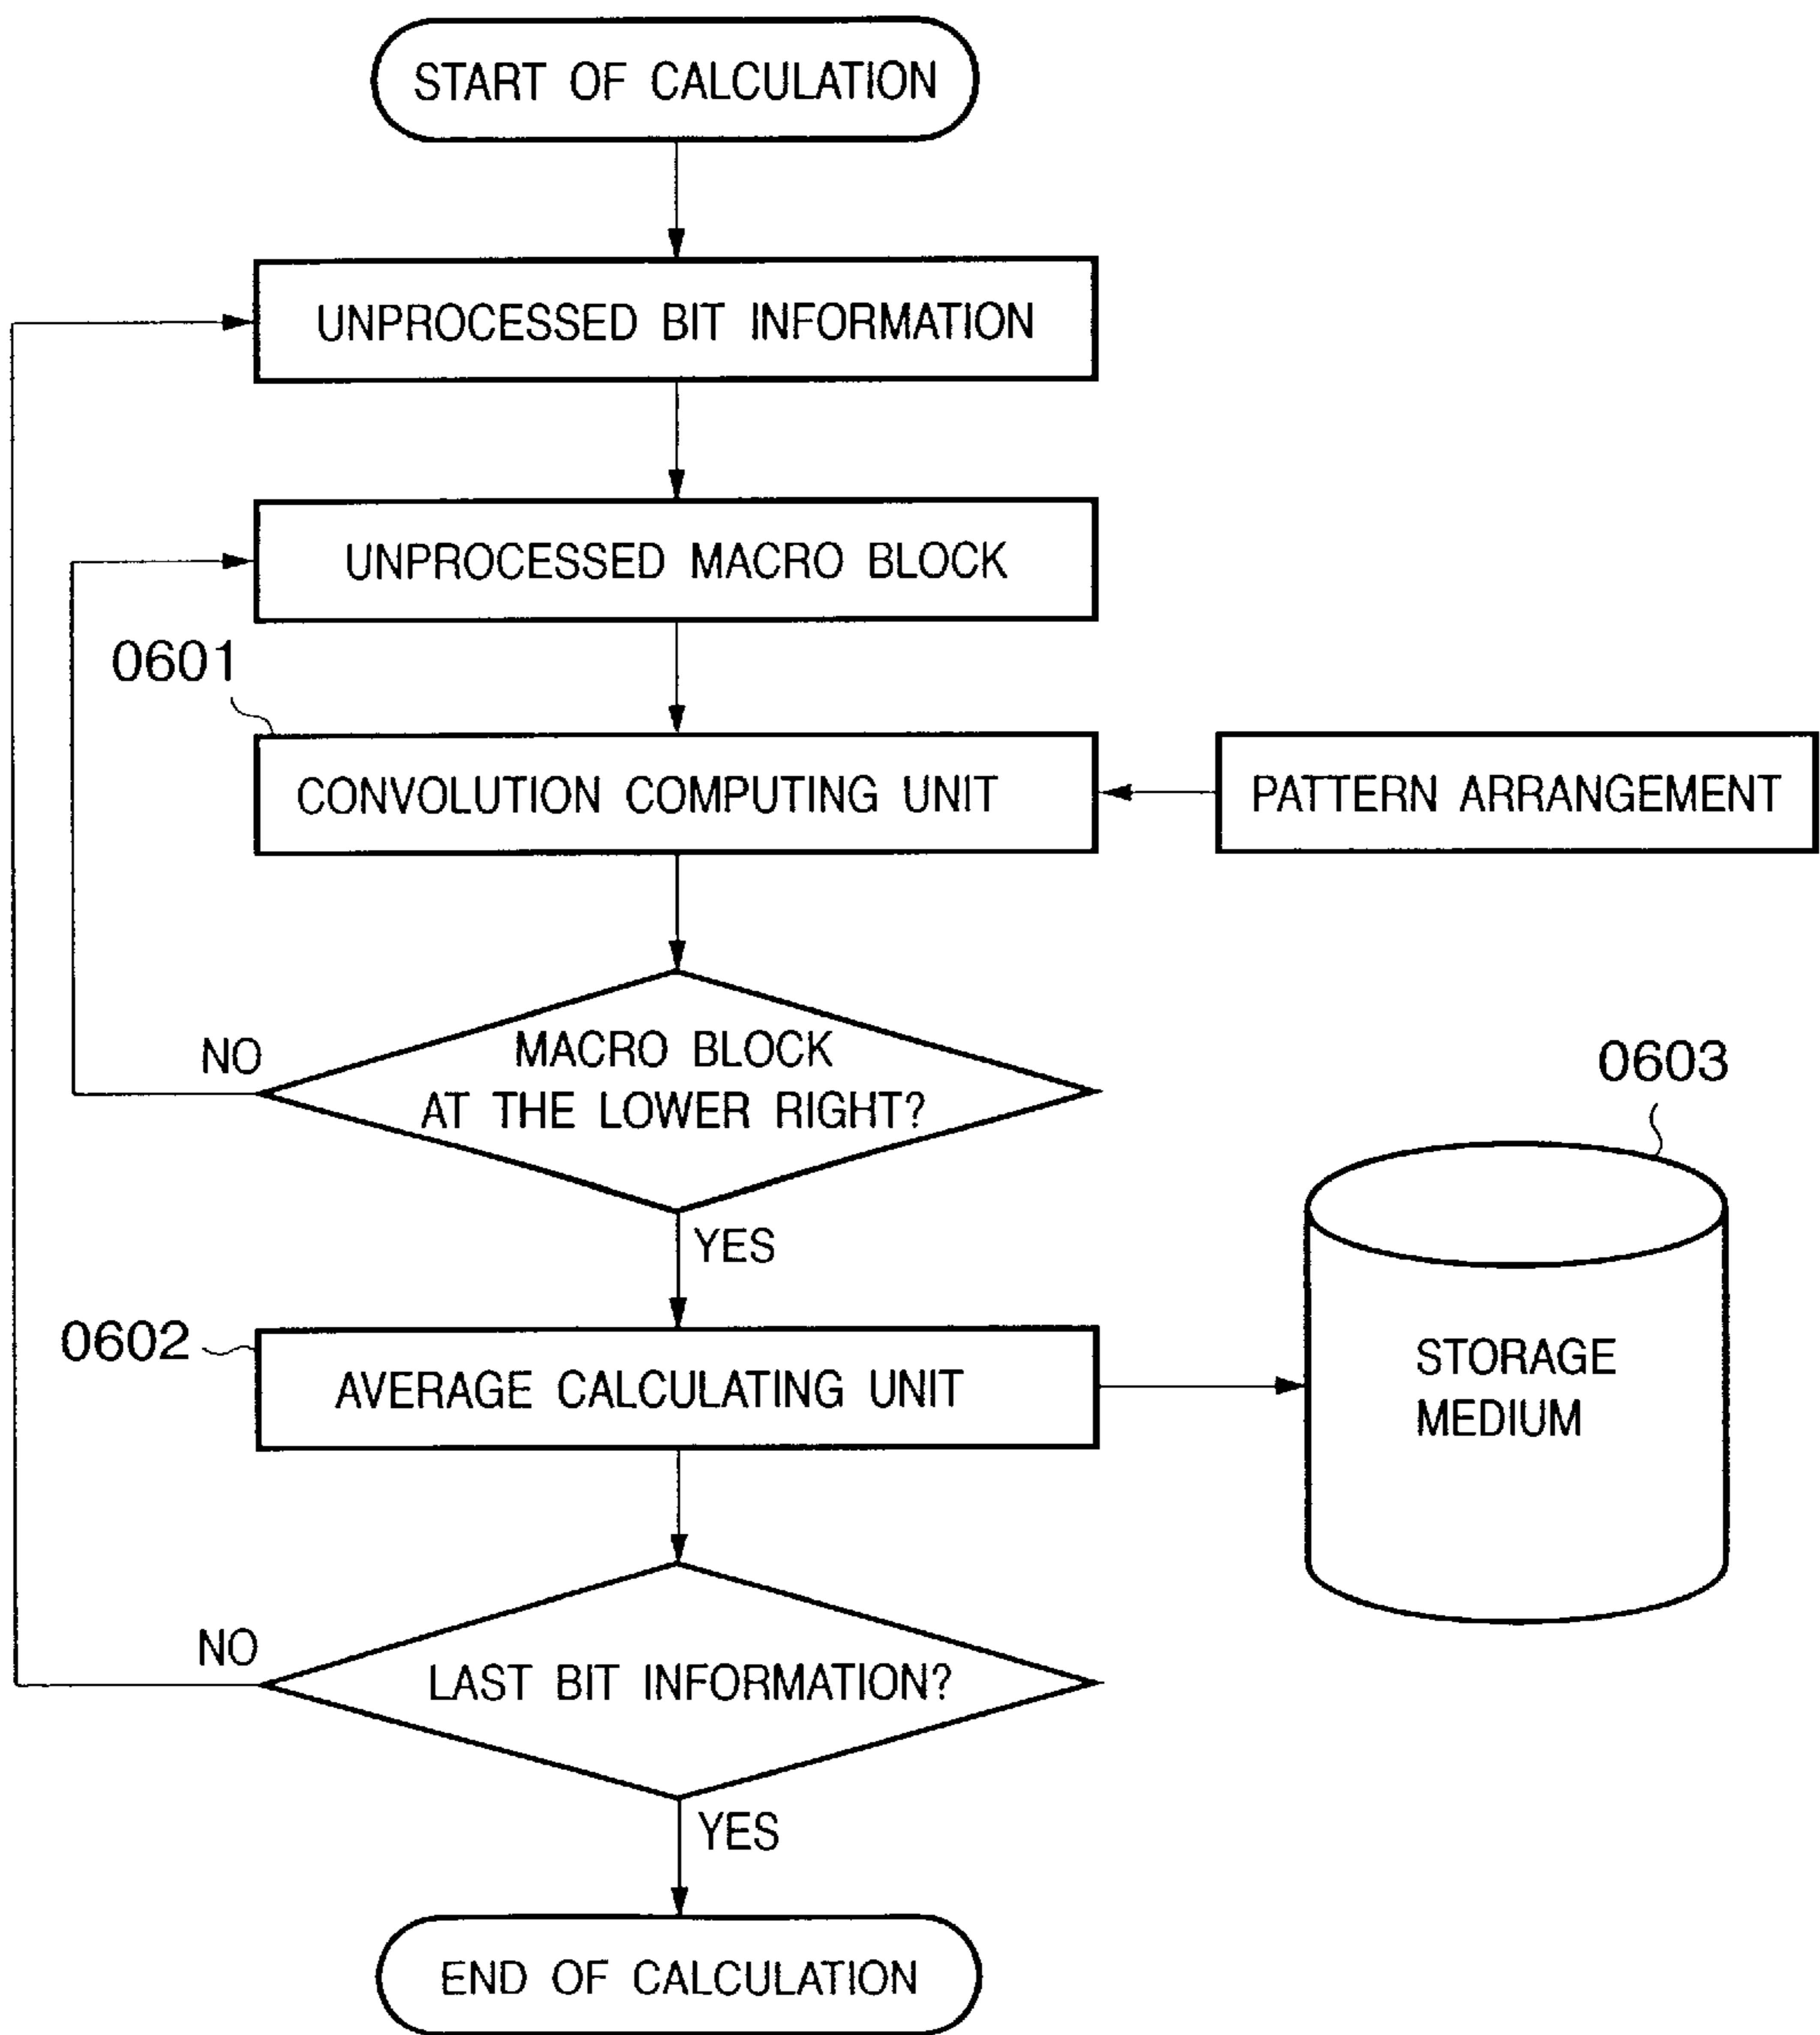 START OF CALCULATION
UNPROCESSED BIT INFORMATION
UNPROCESSED MACRO BLOCK
0601
CONVOLUTION COMPUTING UNIT
PATTERN ARRANGEMENT
NO
MACRO BLOCK
AT THE LOWER RIGHT?
0603
YES
0602
AVERAGE CALCULATING UNIT
STORAGE
MEDIUM
NO
LAST BIT INFORMATION?
YES
END OF CALCULATION